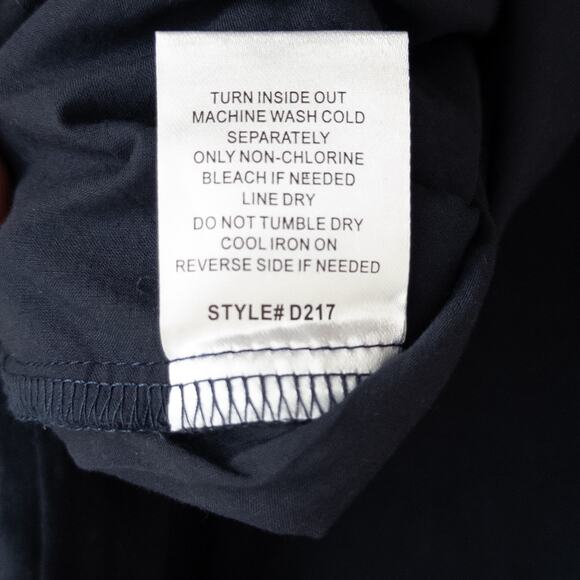 TURN INSIDE OUT
MACHINE WASH COLD
SEPARATELY
ONLY NON-CHLORINE
BLEACH IF NEEDED
LINE DRY
DO NOT TUMBLE DRY
COOL IRON ON
REVERSE SIDE IF NEEDED
STYLE# D217